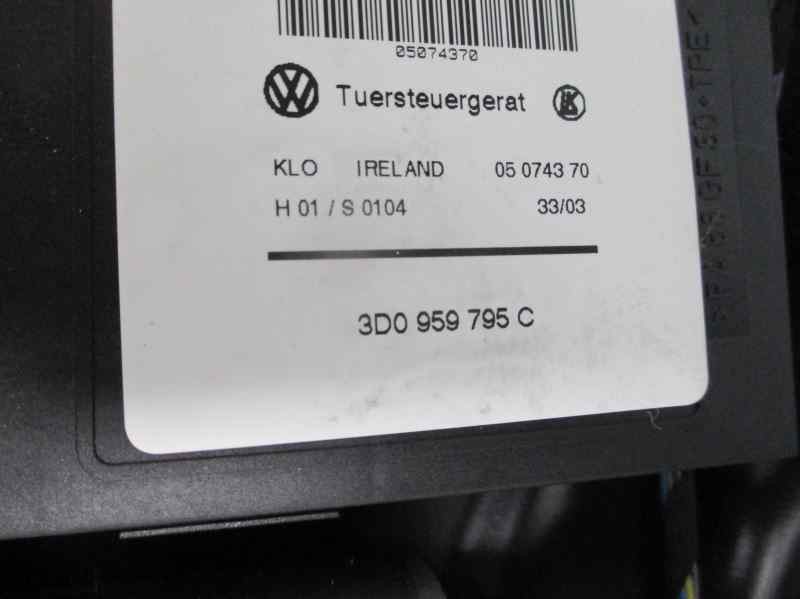 05074370
Tuersteuergerat
KLO IRELAND 05 0743 70
H 01 / S 0104 33/03
3D0 959 795 C